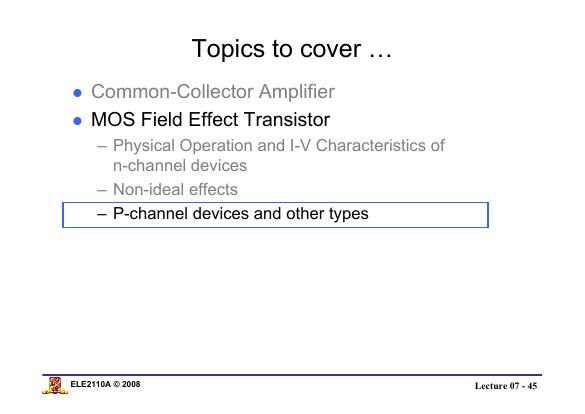 Topics to cover …
● Common-Collector Amplifier
● MOS Field Effect Transistor
– Physical Operation and I-V Characteristics of
n-channel devices
– Non-ideal effects
– P-channel devices and other types
ELE2110A © 2008
Lecture 07 - 45